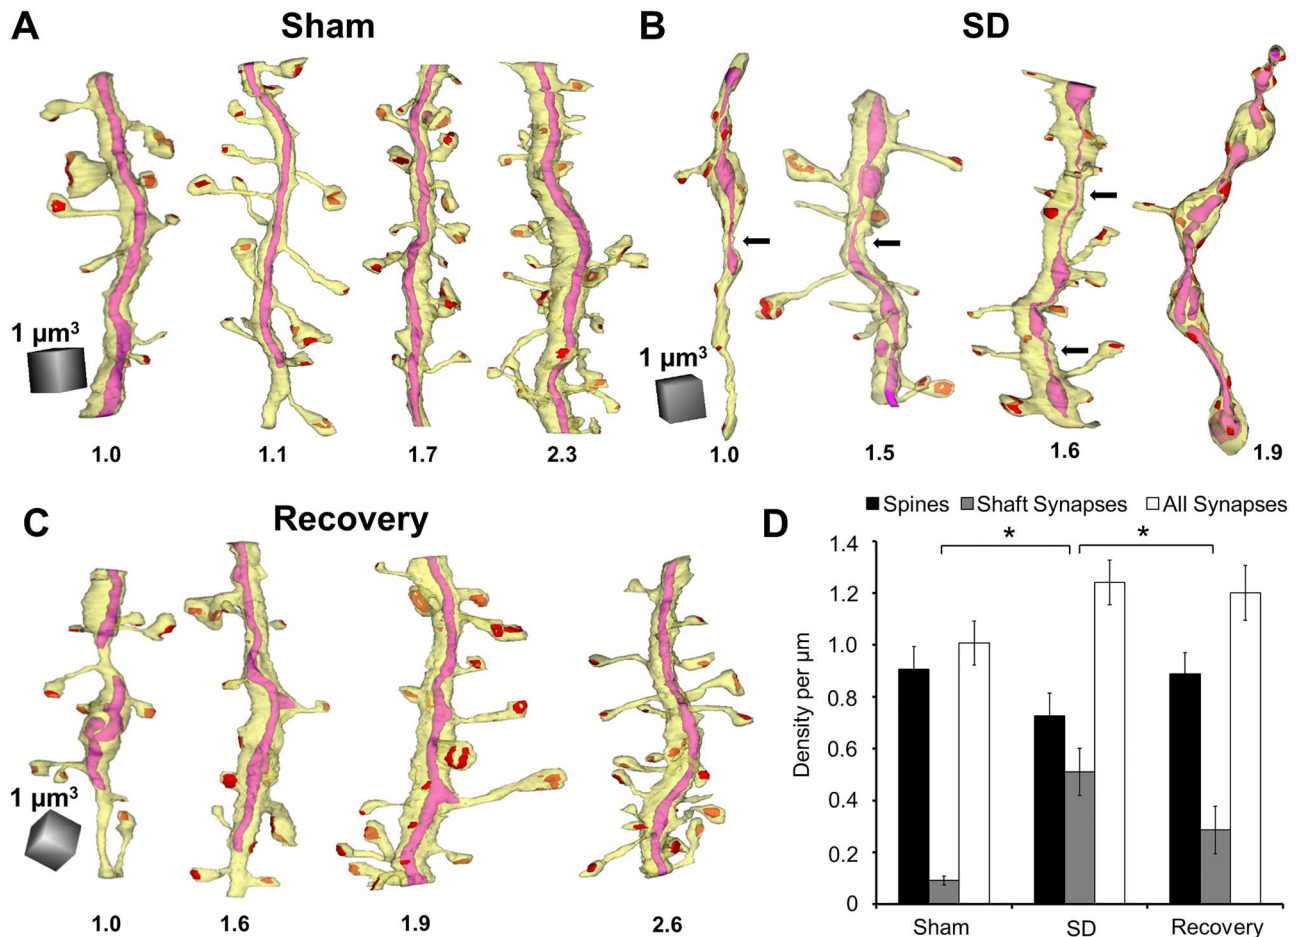 A
Sham
1 µm³
1.0
1.1
1.7
2.3
B
SD
1 µm³
1.0
1.5
1.6
1.9
C
Recovery
1 µm³
1.0
1.6
1.9
2.6
D
Spines Shaft Synapses All Synapses
* *
Density per µm
1.4
1.2
1.0
0.8
0.6
0.4
0.2
0
Sham SD Recovery